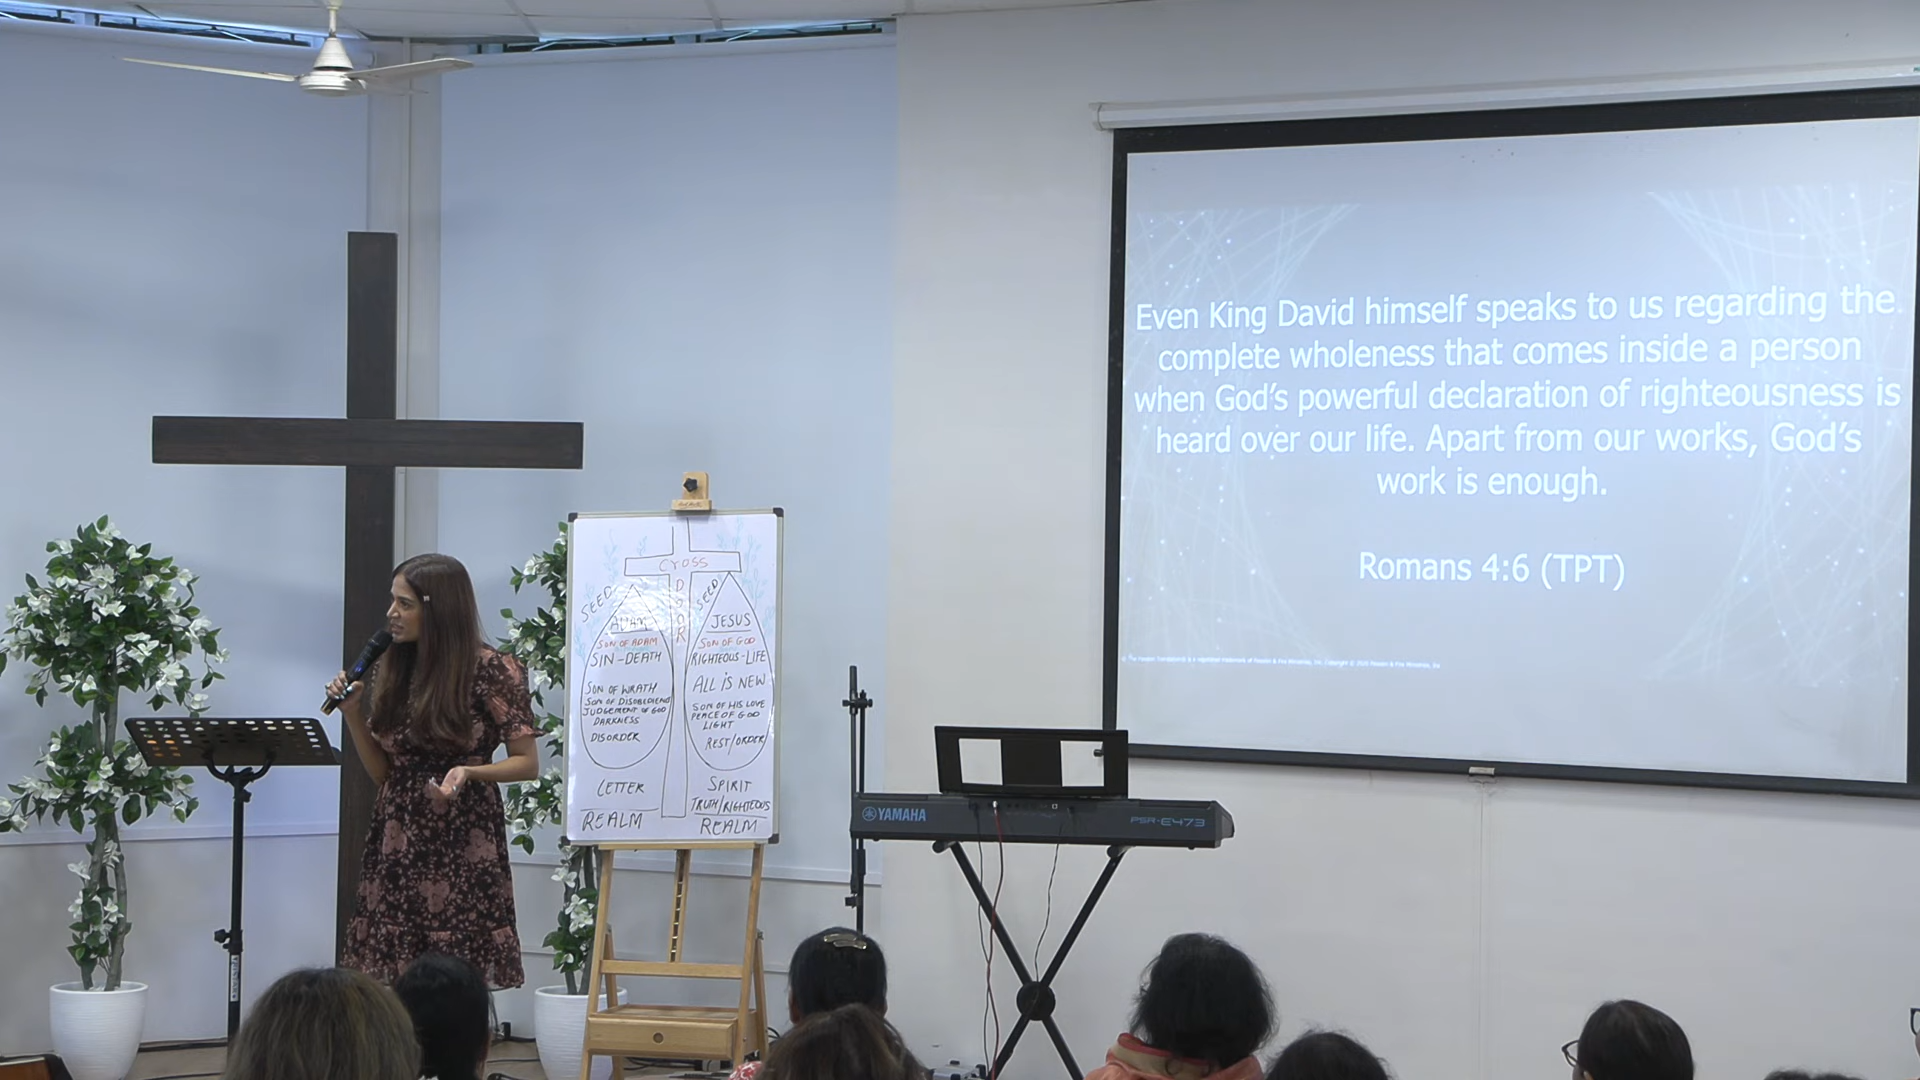 Even King David himself speaks to us regarding the
complete wholeness that comes inside a person
when God's powerful declaration of righteousness is
heard over our life. Apart from our works, God's
work is enough.
Romans 4:6 (TPT)
CROSS
DOOR
SEED
ADAM
SON OF ADAM
SIN-DEATH
SON OF WRATH
SON OF DISOBEDIENCE
JUDGEMENT OF GOD
DARKNESS
DISORDER
LETTER
REALM
SEED
JESUS
SON OF GOD
RIGHTEOUS-LIFE
ALL IS NEW
SON OF HIS LOVE
PEACE OF GOD
LIGHT
REST/ORDER
SPIRIT
TRUTH/RIGHTEOUS
REALM
YAMAHA
PSR-E473